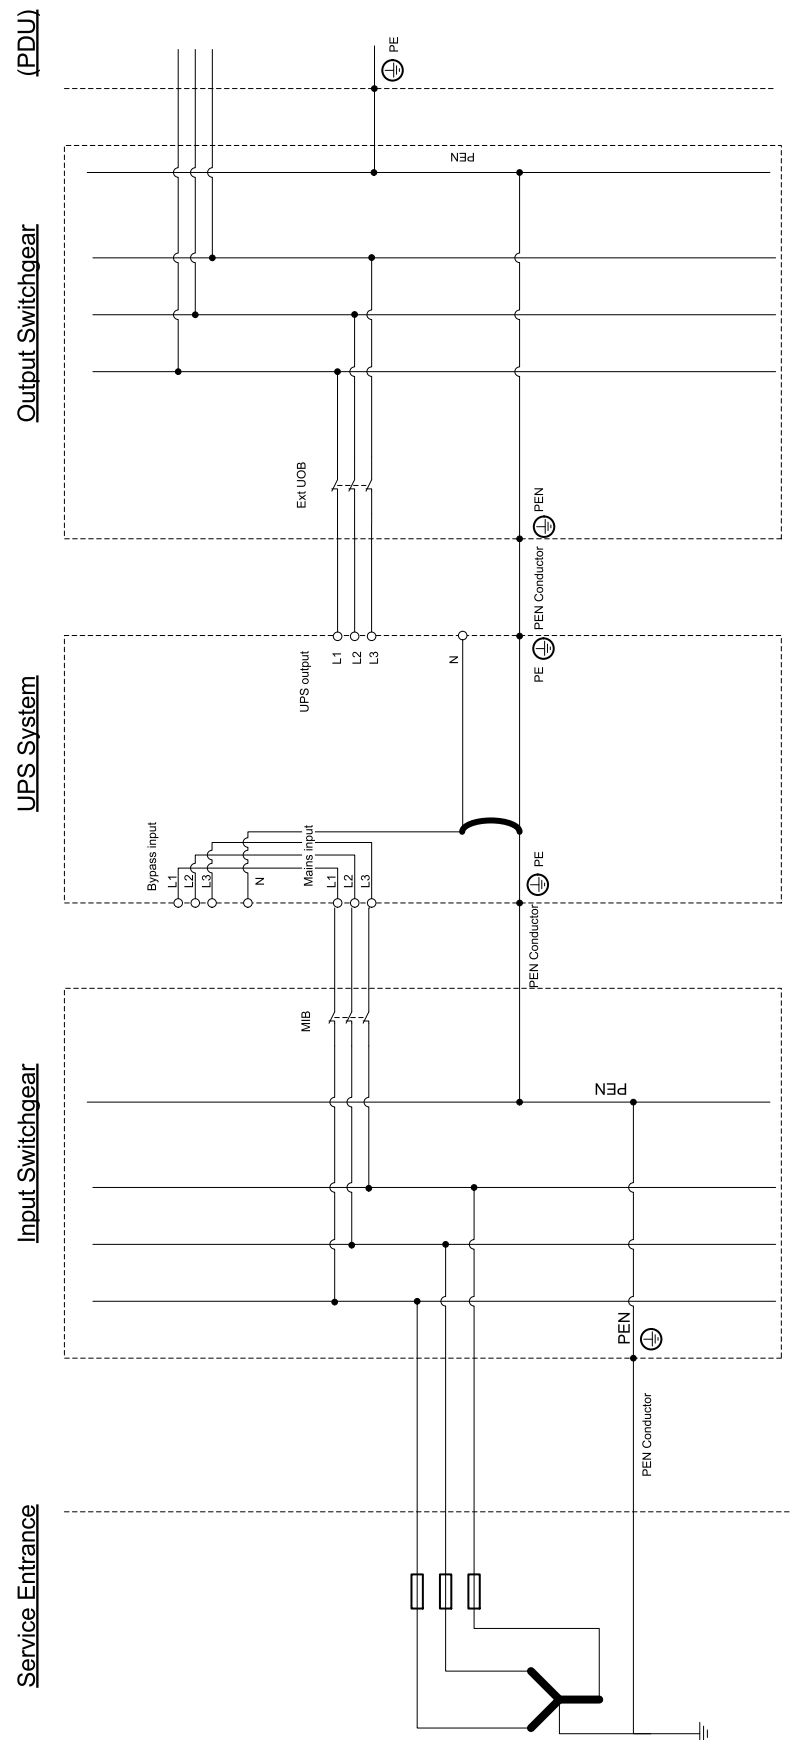 Service Entrance
PEN Conductor
Input Switchgear
PEN
PEN
MIB
PEN Conductor
UPS System
Bypass input
L1
L2
L3
N
Mains input
L1
L2
L3
PE
UPS output
L1
L2
L3
N
PE
PEN Conductor
Output Switchgear
Ext UOB
PEN
PEN
(PDU)
PE